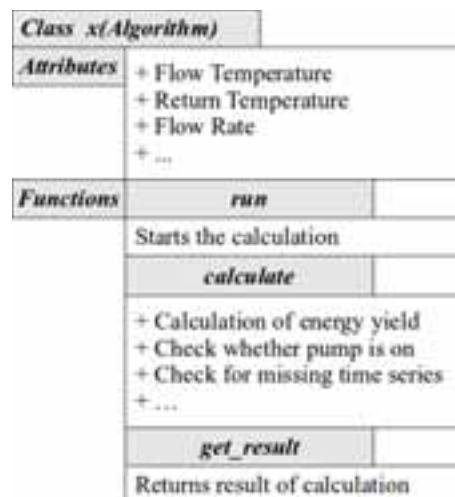 Class x(Algorithm)
Attributes
+ Flow Temperature
+ Return Temperature
+ Flow Rate
+ ...
Functions
run
Starts the calculation
calculate
+ Calculation of energy yield
+ Check whether pump is on
+ Check for missing time series
+ ...
get_result
Returns result of calculation